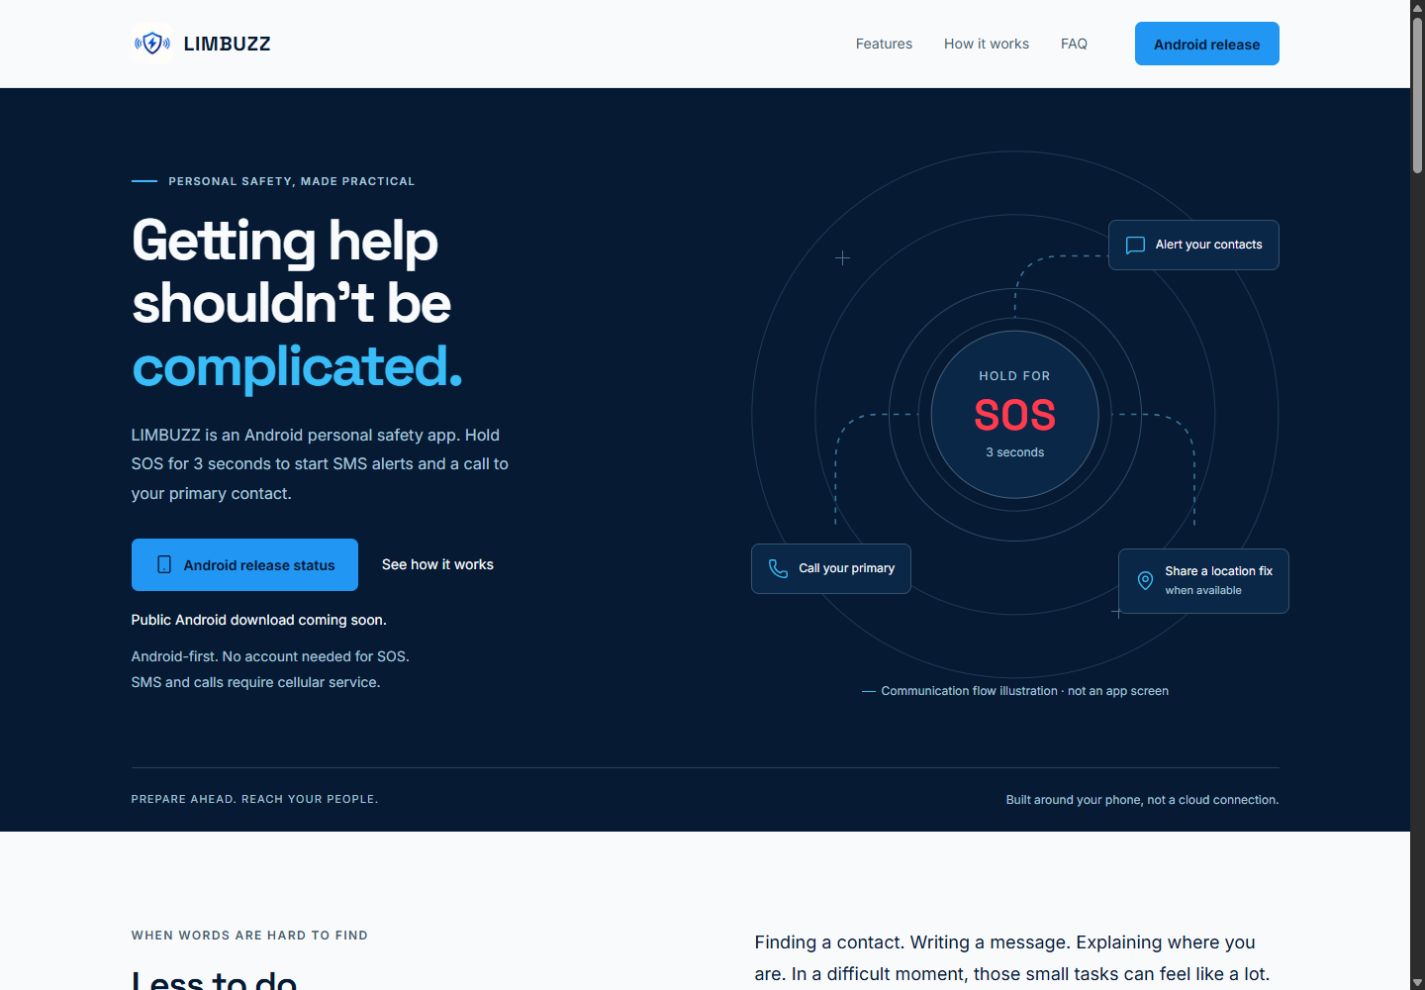 LIMBUZZ
Features
How it works
FAQ
Android release
PERSONAL SAFETY, MADE PRACTICAL
Getting help
shouldn’t be
complicated.
LIMBUZZ is an Android personal safety app. Hold
SOS for 3 seconds to start SMS alerts and a call to
your primary contact.
Android release status
See how it works
Public Android download coming soon.
Android-first. No account needed for SOS.
SMS and calls require cellular service.
Alert your contacts
HOLD FOR
SOS
3 seconds
Call your primary
Share a location fix
when available
— Communication flow illustration · not an app screen
PREPARE AHEAD. REACH YOUR PEOPLE.
Built around your phone, not a cloud connection.
WHEN WORDS ARE HARD TO FIND
Less to do
Finding a contact. Writing a message. Explaining where you
are. In a difficult moment, those small tasks can feel like a lot.